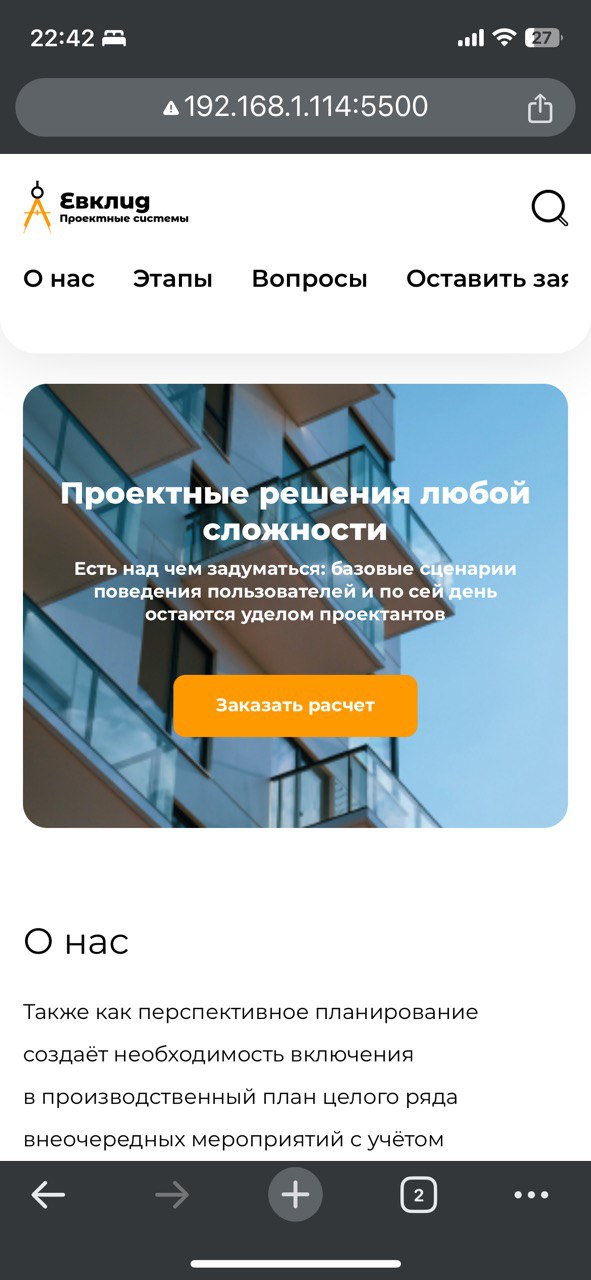 22:42
27
192.168.1.114:5500
Евклид
Проектные системы
О нас Этапы Вопросы Оставить зая
Проектные решения любой
сложности
Есть над чем задуматься: базовые сценарии
поведения пользователей и по сей день
остаются уделом проектантов
Заказать расчет
О нас
Также как перспективное планирование
создаёт необходимость включения
в производственный план целого ряда
внеочередных мероприятий с учётом
2